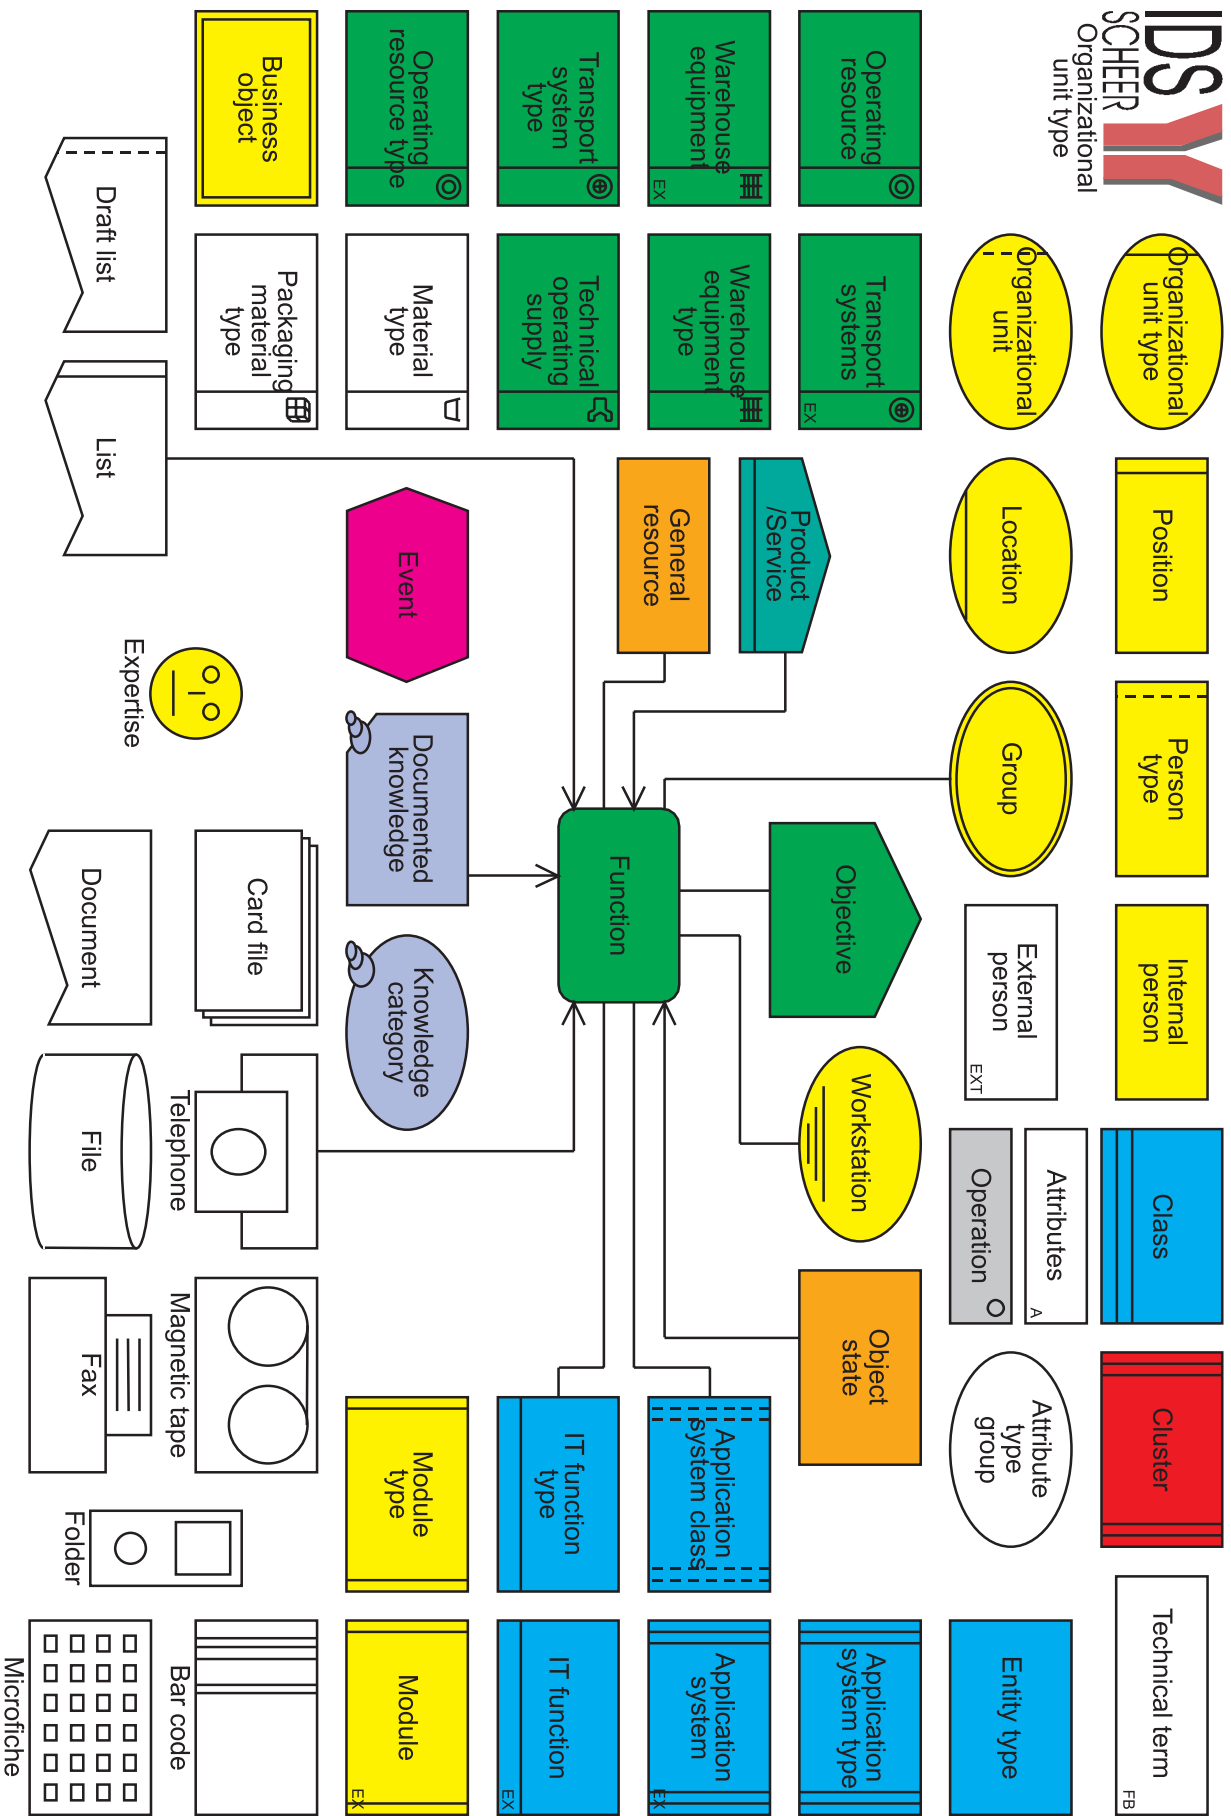 IDS
SCHEER
Organizational
unit type
Organizational
unit type
Position
Person
type
Internal
person
Class
Cluster
Technical term
FB
Organizational
unit
Location
Group
External
person
EXT
Attributes
A
Operation
Attribute
type
group
Entity type
Operating
resource
Transport
systems
EX
Product
/Service
Objective
Workstation
Object
state
Application
system type
Warehouse
equipment
EX
Warehouse
equipment
type
General
resource
Application
system class
Application
system
EX
Transport
system
type
Technical
operating
supply
Function
IT function
type
IT function
EX
Operating
resource type
Material
type
Event
Documented
knowledge
Knowledge
category
Module
type
Module
EX
Business
object
Packaging
material
type
Expertise
Card file
Telephone
Magnetic tape
Bar code
Draft list
List
Document
File
Fax
Folder
Microfiche